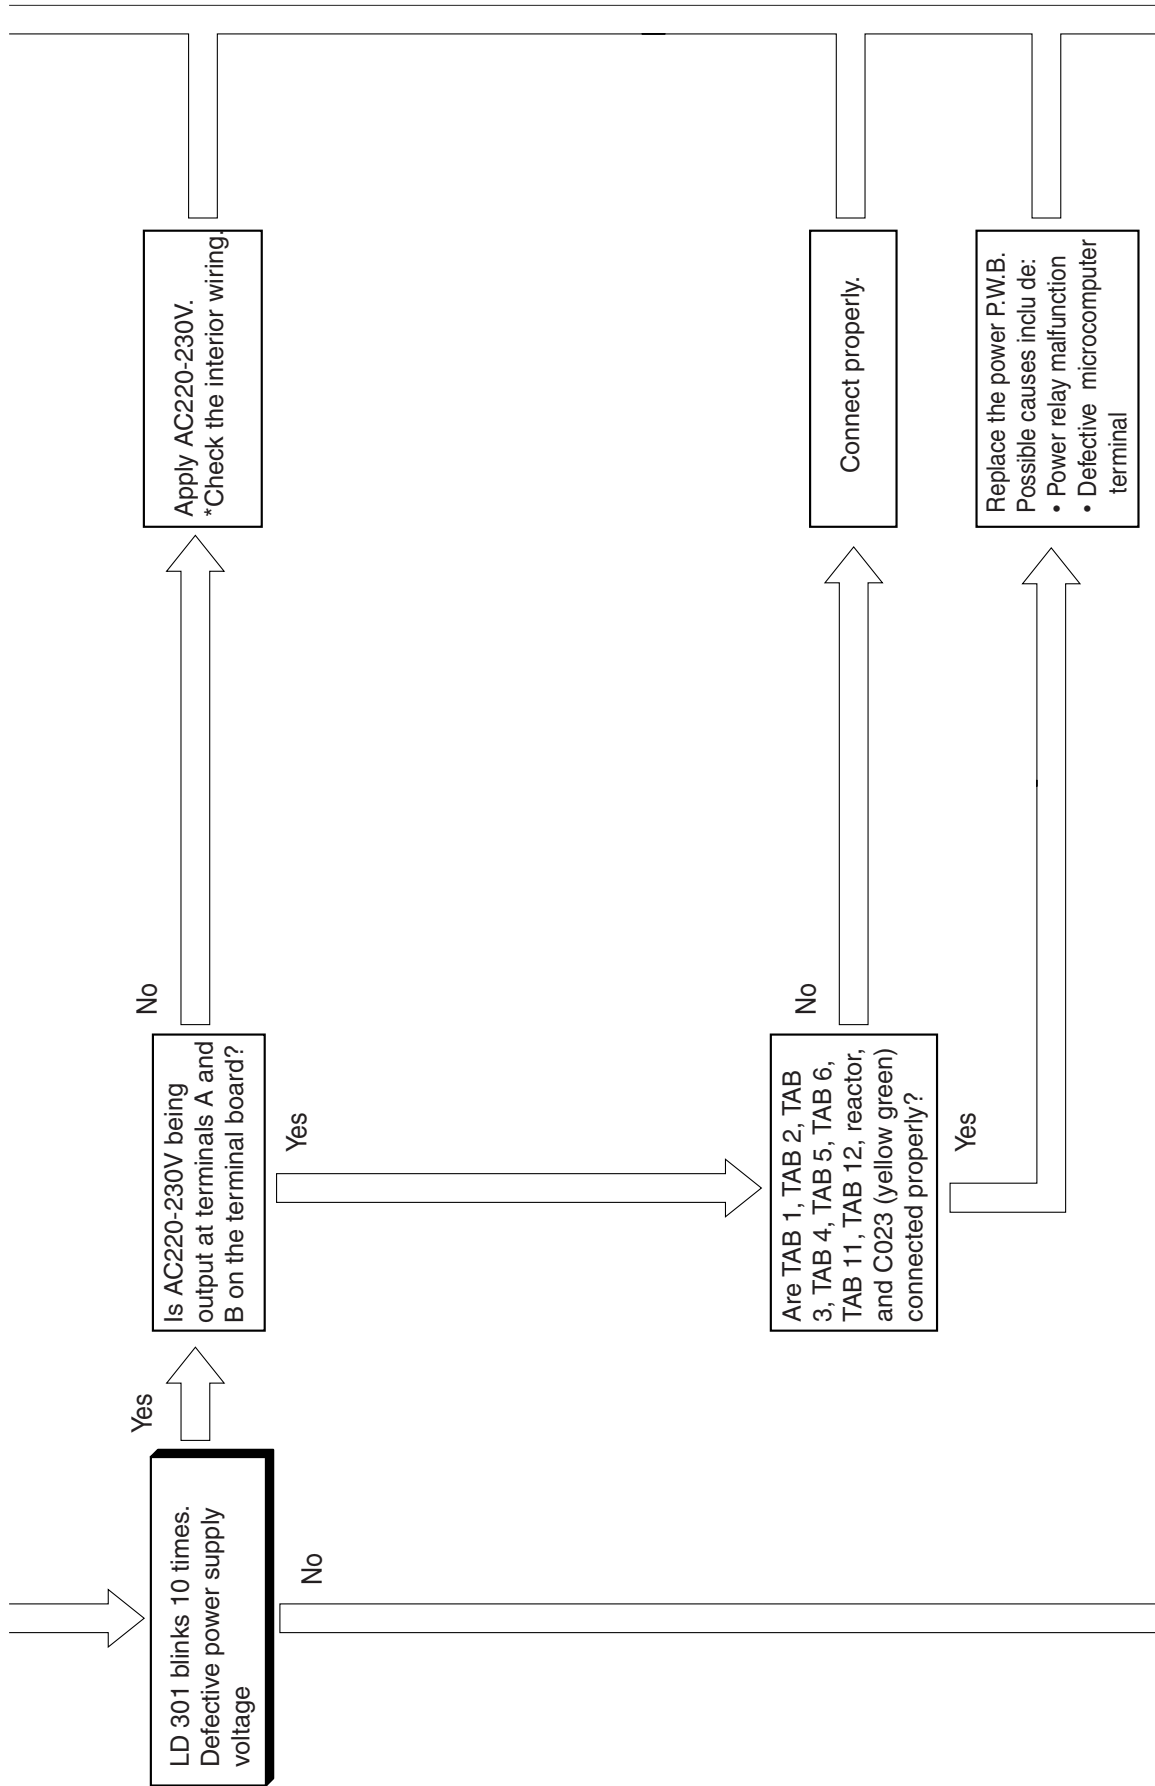 LD 301 blinks 10 times.
Defective power supply
voltage
Yes
No
Is AC220-230V being
output at terminals A and
B on the terminal board?
No
Yes
Apply AC220-230V.
*Check the interior wiring.
Are TAB 1, TAB 2, TAB
3, TAB 4, TAB 5, TAB 6,
TAB 11, TAB 12, reactor,
and C023 (yellow green)
connected properly?
No
Yes
Connect properly.
Replace the power P.W.B.
Possible causes inclu de:
• Power relay malfunction
• Defective microcomputer
terminal